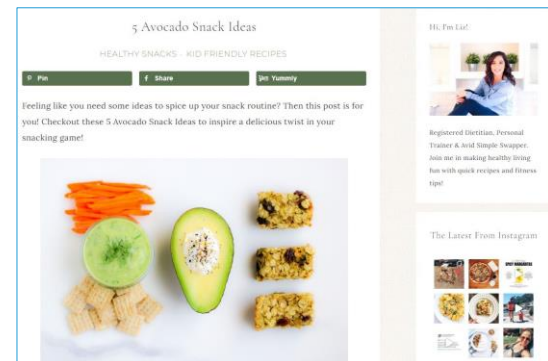 5 Avocado Snack Ideas
HEALTHY SNACKS · KID FRIENDLY RECIPES
Pin
Share
Yummly
Feeling like you need some ideas to spice up your snack routine? Then this post is for
you! Checkout these 5 Avocado Snack Ideas to inspire a delicious twist in your
snacking game!
Hi, I'm Liz!
Registered Dietitian, Personal
Trainer & Avid Simple Swapper.
Join me in making healthy living
fun with quick recipes and fitness
tips!
The Latest From Instagram